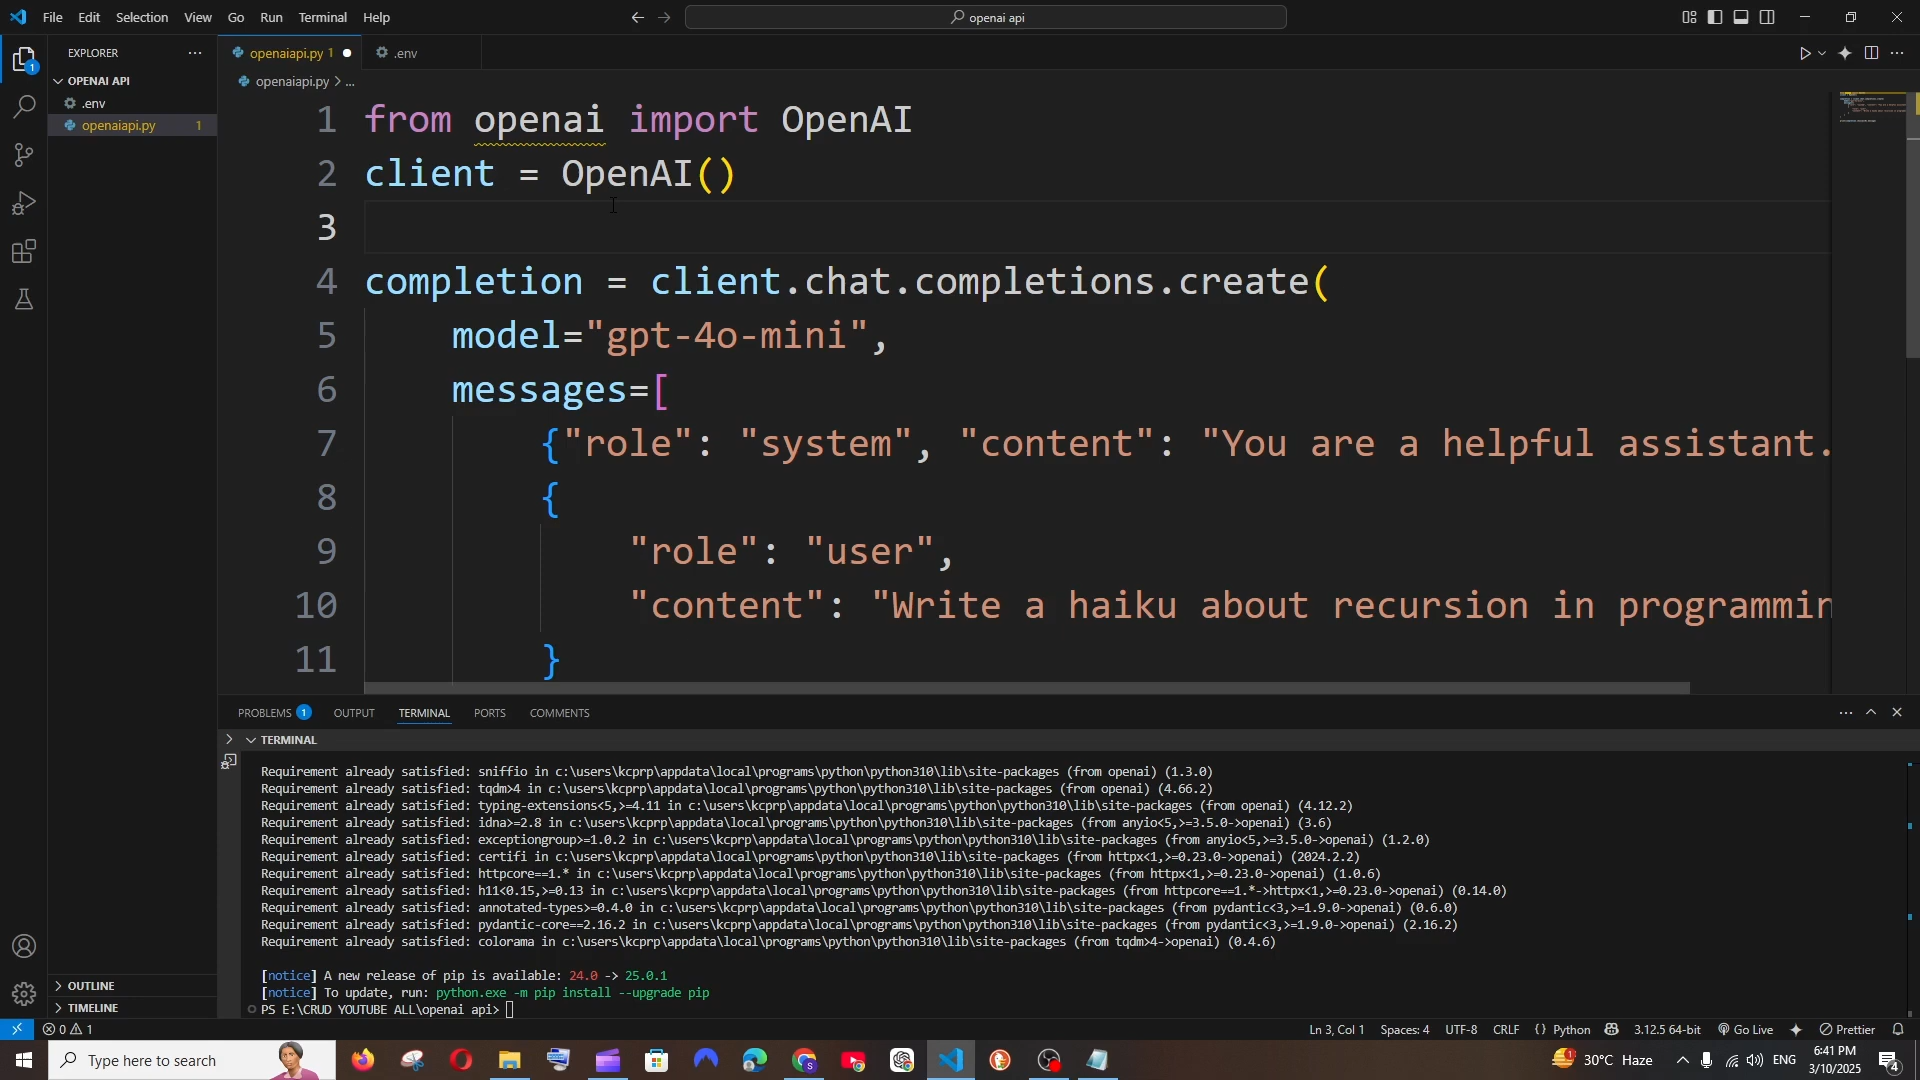 File Edit Selection View Go Run Terminal Help
openai api
EXPLORER
openaiapi.py 1
.env
OPENAI API
openaiapi.py > ...
.env
openaiapi.py 1
1 from openai import OpenAI
2 client = OpenAI()
3
4 completion = client.chat.completions.create(
5 model="gpt-4o-mini",
6 messages=[
7 {"role": "system", "content": "You are a helpful assistant.
8 {
9 "role": "user",
10 "content": "Write a haiku about recursion in programmin
11 }
PROBLEMS 1 OUTPUT TERMINAL PORTS COMMENTS
TERMINAL
Requirement already satisfied: sniffio in c:\users\kcprp\appdata\local\programs\python\python310\lib\site-packages (from openai) (1.3.0)
Requirement already satisfied: tqdm>4 in c:\users\kcprp\appdata\local\programs\python\python310\lib\site-packages (from openai) (4.66.2)
Requirement already satisfied: typing-extensions<5,>=4.11 in c:\users\kcprp\appdata\local\programs\python\python310\lib\site-packages (from openai) (4.12.2)
Requirement already satisfied: idna>=2.8 in c:\users\kcprp\appdata\local\programs\python\python310\lib\site-packages (from anyio<5,>=3.5.0->openai) (3.6)
Requirement already satisfied: exceptiongroup>=1.0.2 in c:\users\kcprp\appdata\local\programs\python\python310\lib\site-packages (from anyio<5,>=3.5.0->openai) (1.2.0)
Requirement already satisfied: certifi in c:\users\kcprp\appdata\local\programs\python\python310\lib\site-packages (from httpx<1,>=0.23.0->openai) (2024.2.2)
Requirement already satisfied: httpcore==1.* in c:\users\kcprp\appdata\local\programs\python\python310\lib\site-packages (from httpx<1,>=0.23.0->openai) (1.0.6)
Requirement already satisfied: h11<0.15,>=0.13 in c:\users\kcprp\appdata\local\programs\python\python310\lib\site-packages (from httpcore==1.*->httpx<1,>=0.23.0->openai) (0.14.0)
Requirement already satisfied: annotated-types>=0.4.0 in c:\users\kcprp\appdata\local\programs\python\python310\lib\site-packages (from pydantic<3,>=1.9.0->openai) (0.6.0)
Requirement already satisfied: pydantic-core==2.16.2 in c:\users\kcprp\appdata\local\programs\python\python310\lib\site-packages (from pydantic<3,>=1.9.0->openai) (2.16.2)
Requirement already satisfied: colorama in c:\users\kcprp\appdata\local\programs\python\python310\lib\site-packages (from tqdm>4->openai) (0.4.6)
[notice] A new release of pip is available: 24.0 -> 25.0.1
[notice] To update, run: python.exe -m pip install --upgrade pip
PS E:\CRUD YOUTUBE ALL\openai api>
OUTLINE
TIMELINE
0 1
Ln 3, Col 1 Spaces: 4 UTF-8 CRLF {} Python 3.12.5 64-bit Go Live Prettier
Type here to search
30°C Haze
ENG
6:41 PM
3/10/2025
4